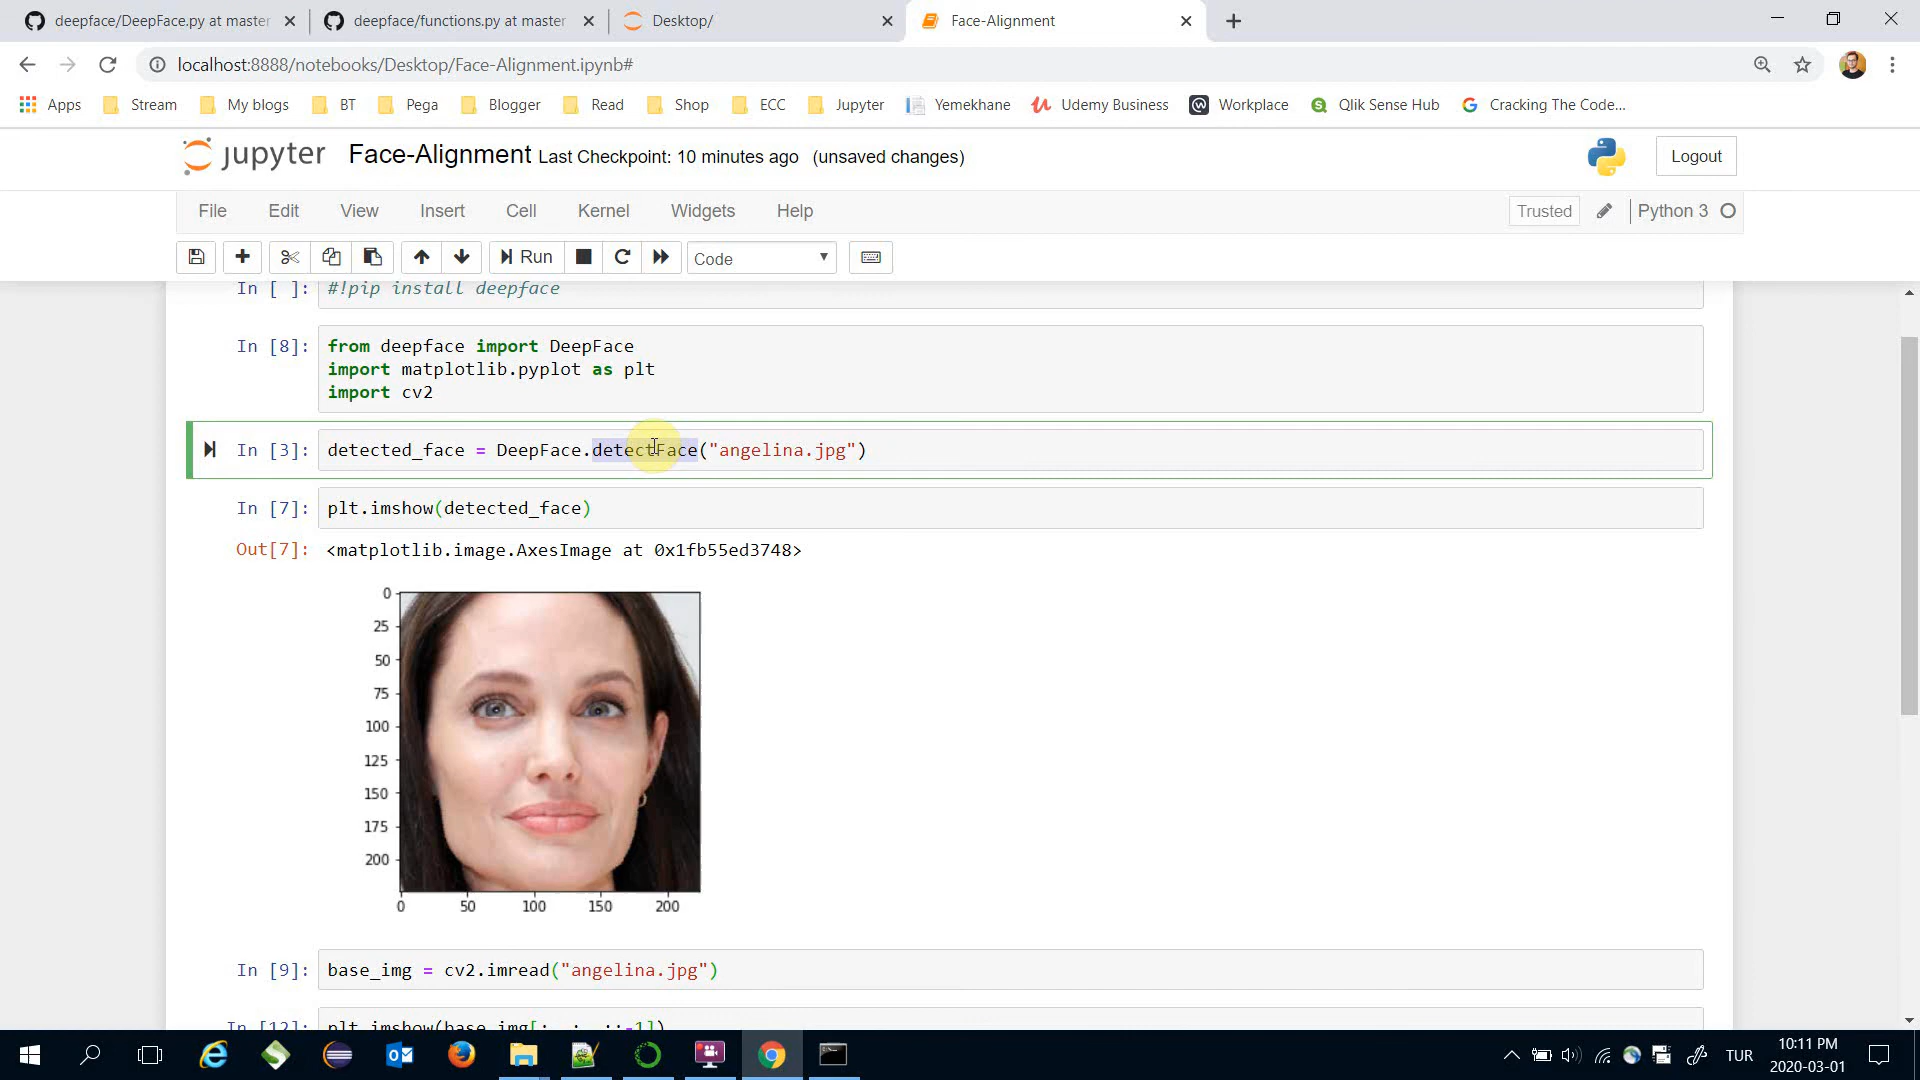 deepface/DeepFace.py at master
deepface/functions.py at master
Desktop/
Face-Alignment
localhost:8888/notebooks/Desktop/Face-Alignment.ipynb#
Apps Stream My blogs BT Pega Blogger Read Shop ECC Jupyter Yemekhane Udemy Business Workplace Qlik Sense Hub Cracking The Code...
jupyter Face-Alignment Last Checkpoint: 10 minutes ago (unsaved changes) Logout
File Edit View Insert Cell Kernel Widgets Help Trusted Python 3
Run Code
In [ ]: #!pip install deepface
In [8]: from deepface import DeepFace
import matplotlib.pyplot as plt
import cv2
In [3]: detected_face = DeepFace.detectFace("angelina.jpg")
In [7]: plt.imshow(detected_face)
Out[7]: <matplotlib.image.AxesImage at 0x1fb55ed3748>
0
25
50
75
100
125
150
175
200
0 50 100 150 200
In [9]: base_img = cv2.imread("angelina.jpg")
In [12]: plt.imshow(base_img[:, :, ::-1])
TUR
10:11 PM
2020-03-01